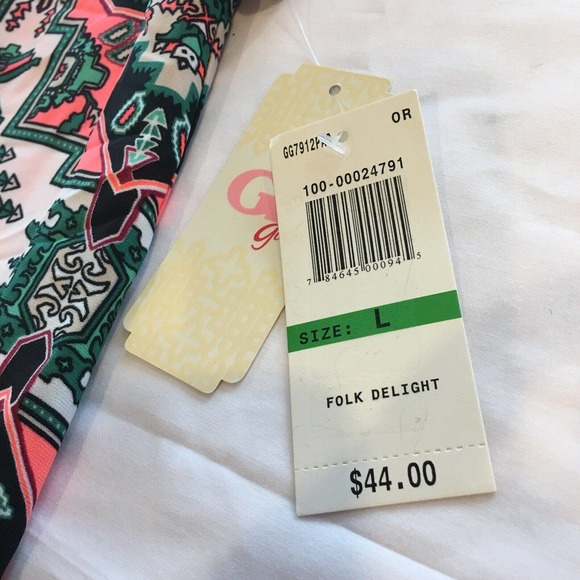 OR
100-00024791
7 84645 00094 5
SIZE: L
FOLK DELIGHT
$44.00